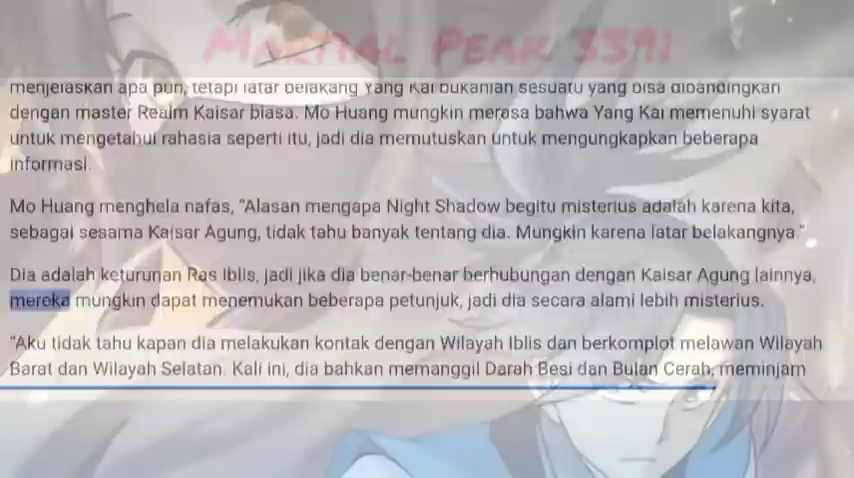 Martial Peak 3391
menjelaskan apa pun, tetapi latar belakang Yang Kai bukanlah sesuatu yang bisa dibandingkan
dengan master Realm Kaisar biasa. Mo Huang mungkin merasa bahwa Yang Kai memenuhi syarat
untuk mengetahui rahasia seperti itu, jadi dia memutuskan untuk mengungkapkan beberapa
informasi.
Mo Huang menghela nafas, “Alasan mengapa Night Shadow begitu misterius adalah karena kita,
sebagai sesama Kaisar Agung, tidak tahu banyak tentang dia. Mungkin karena latar belakangnya.”
Dia adalah keturunan Ras Iblis, jadi jika dia benar-benar berhubungan dengan Kaisar Agung lainnya,
mereka mungkin dapat menemukan beberapa petunjuk, jadi dia secara alami lebih misterius.
“Aku tidak tahu kapan dia melakukan kontak dengan Wilayah Iblis dan berkomplot melawan Wilayah
Barat dan Wilayah Selatan. Kali ini, dia bahkan memanggil Darah Besi dan Bulan Cerah, meminjam